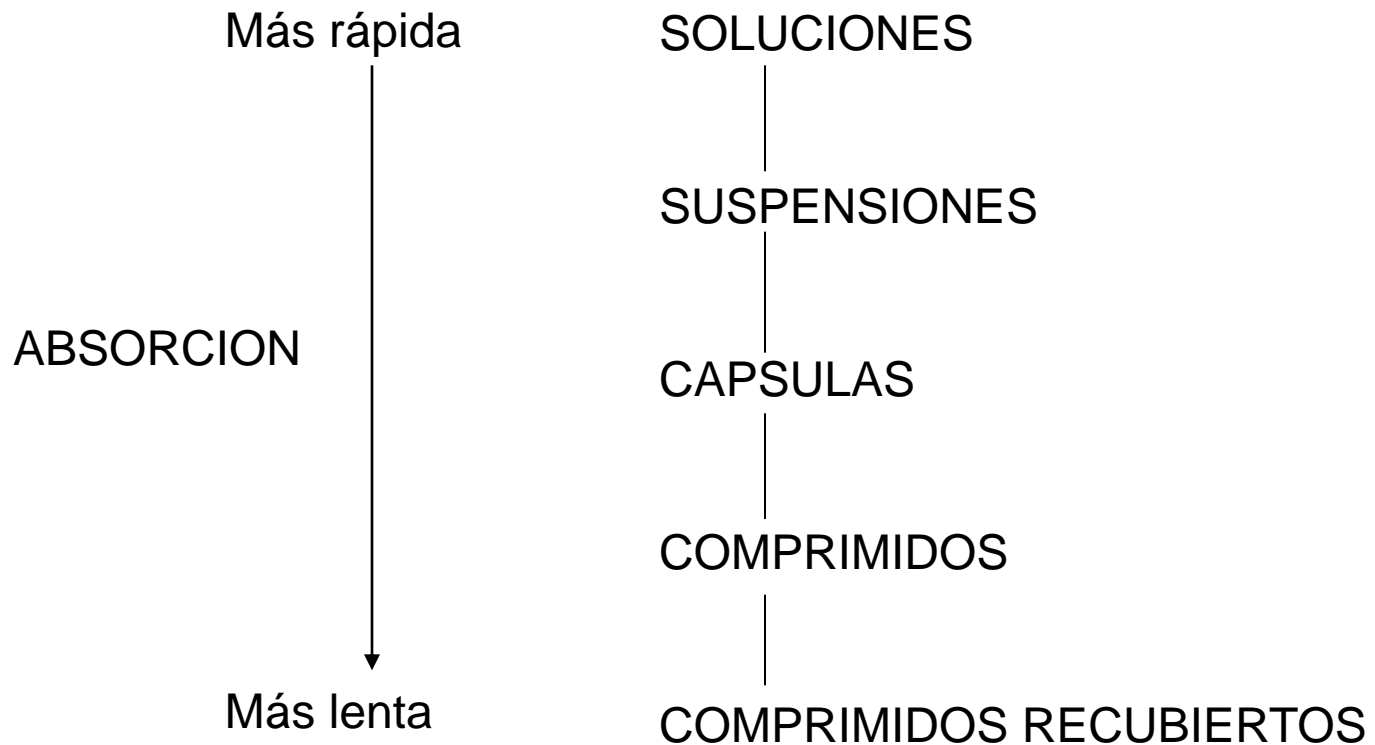 Más rápida
SOLUCIONES
SUSPENSIONES
ABSORCION
CAPSULAS
COMPRIMIDOS
Más lenta
COMPRIMIDOS RECUBIERTOS